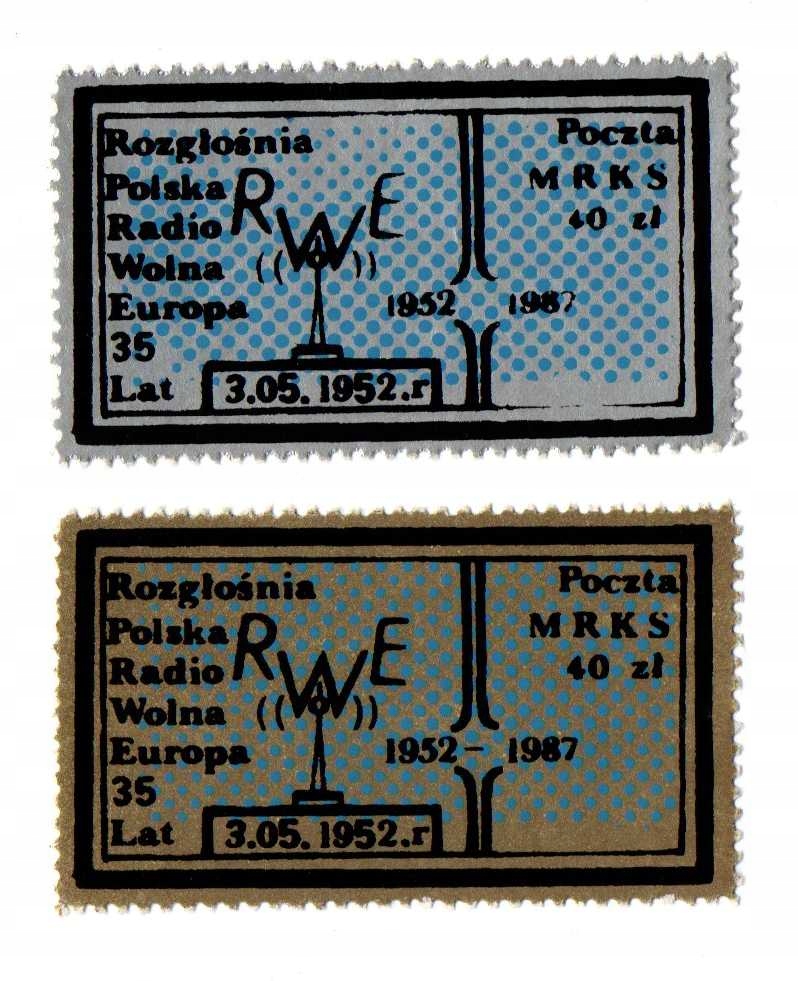 Rozgłośnia
Polska
Radio
Wolna
Europa
35
Lat
RWE
3.05.1952.r
1952 1987
Poczta
MRKS
40 zł
Rozgłośnia
Polska
Radio
Wolna
Europa
35
Lat
RWE
3.05.1952.r
1952 – 1987
Poczta
MRKS
40 zł